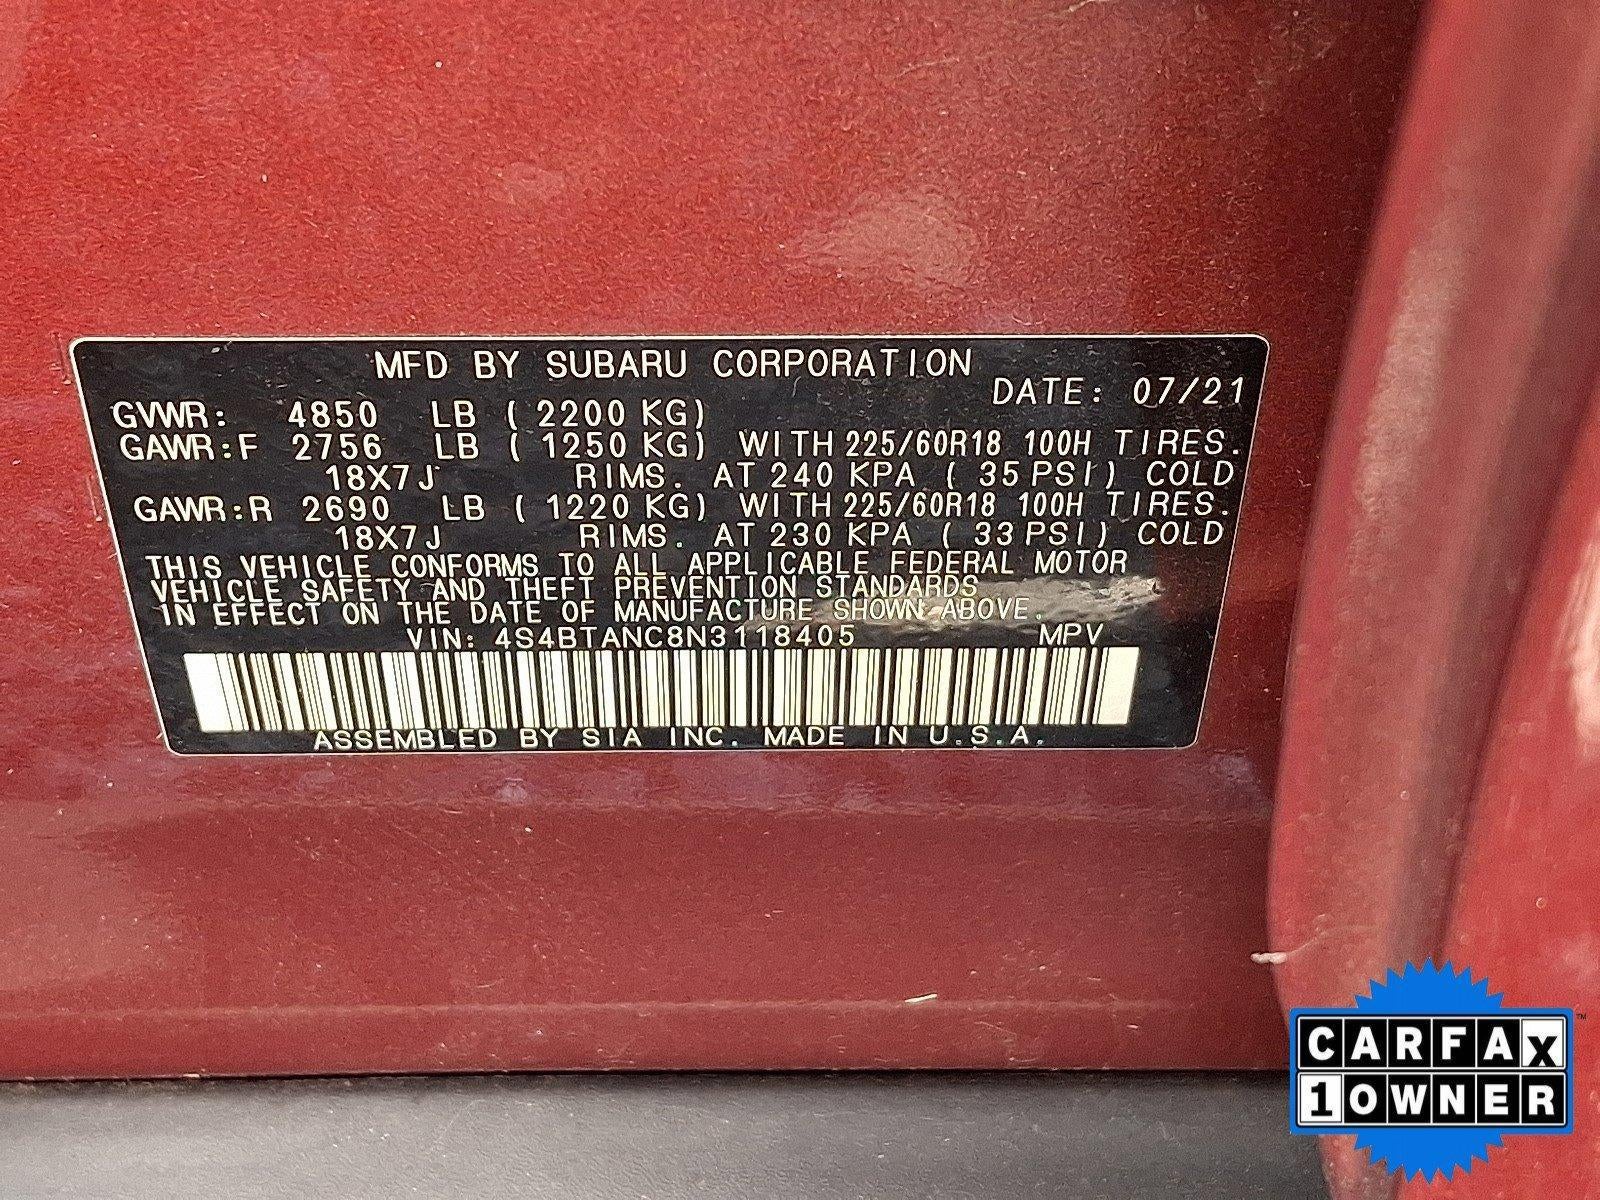 MFD BY SUBARU CORPORATION
DATE: 07/21
GVWR: 4850 LB ( 2200 KG)
GAWR:F 2756 LB ( 1250 KG) WITH 225/60R18 100H TIRES.
18X7J RIMS. AT 240 KPA ( 35 PSI) COLD
GAWR:R 2690 LB ( 1220 KG) WITH 225/60R18 100H TIRES.
18X7J RIMS. AT 230 KPA ( 33 PSI) COLD
THIS VEHICLE CONFORMS TO ALL APPLICABLE FEDERAL MOTOR
VEHICLE SAFETY AND THEFT PREVENTION STANDARDS
IN EFFECT ON THE DATE OF MANUFACTURE SHOWN ABOVE.
VIN: 4S4BTANC8N3118405 MPV
ASSEMBLED BY SIA INC. MADE IN U.S.A.
CARFAX ™
1 OWNER